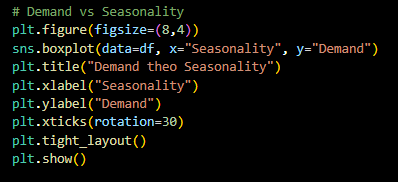 # Demand vs Seasonality
plt.figure(figsize=(8,4))
sns.boxplot(data=df, x="Seasonality", y="Demand")
plt.title("Demand theo Seasonality")
plt.xlabel("Seasonality")
plt.ylabel("Demand")
plt.xticks(rotation=30)
plt.tight_layout()
plt.show()